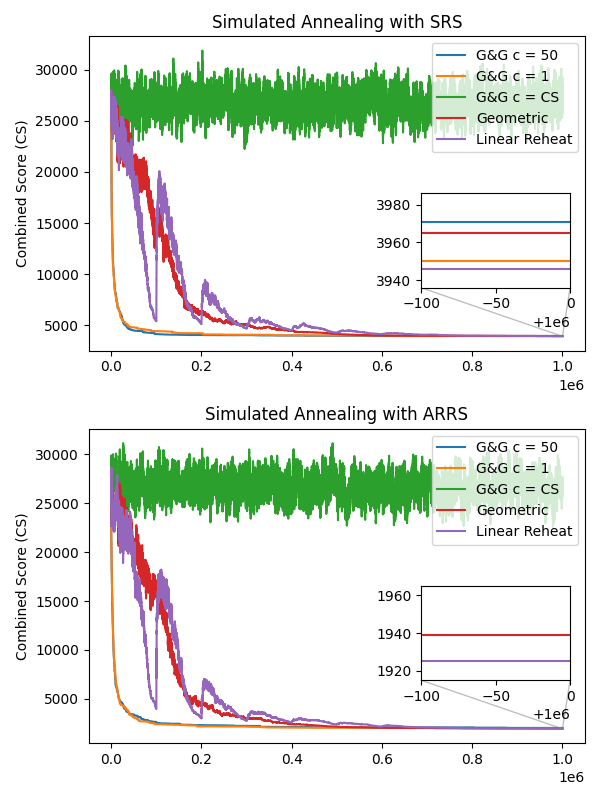 Simulated Annealing with SRS
Combined Score (CS)
30000
25000
20000
15000
10000
5000
G&G c = 50
G&G c = 1
G&G c = CS
Geometric
Linear Reheat
3980
3960
3940
−100
−50
0
+1e6
0.0
0.2
0.4
0.6
0.8
1.0
1e6
Simulated Annealing with ARRS
Combined Score (CS)
30000
25000
20000
15000
10000
5000
G&G c = 50
G&G c = 1
G&G c = CS
Geometric
Linear Reheat
1960
1940
1920
−100
−50
0
+1e6
0.0
0.2
0.4
0.6
0.8
1.0
1e6